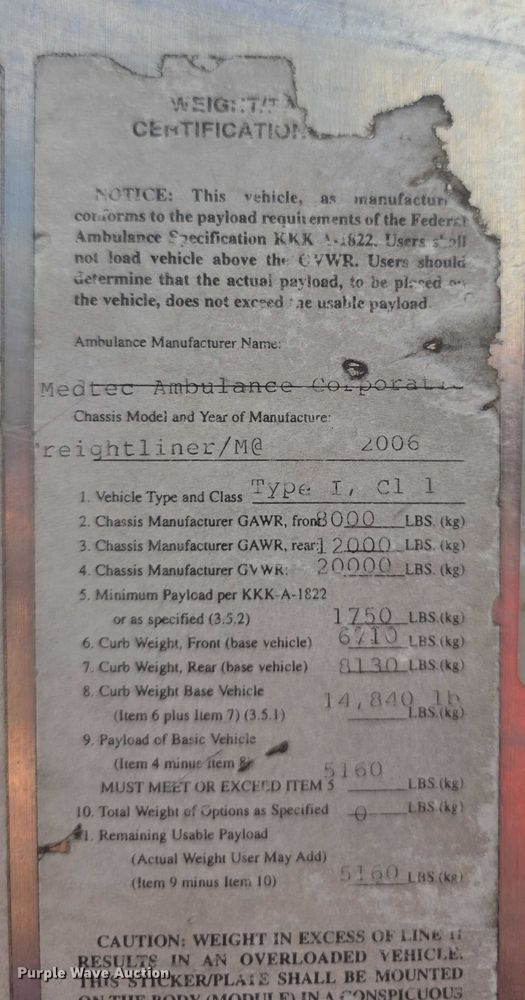 WEIGHT/
CERTIFICATION
NOTICE: This vehicle, as manufactur
conforms to the payload requirements of the Federal
Ambulance Specification KKK A-1822. Users shall
not load vehicle above the GVWR. Users should
determine that the actual payload, to be placed on
the vehicle, does not exceed the usable payload.
Ambulance Manufacturer Name:
Medtec Ambulance Corporati
Chassis Model and Year of Manufacture:
reightliner/M@ 2006
1. Vehicle Type and Class Type I, Cl 1
2. Chassis Manufacturer GAWR, front 8000 LBS. (kg)
3. Chassis Manufacturer GAWR, rear: 12000 LBS. (kg)
4. Chassis Manufacturer GVWR: 20000 LBS. (kg)
5. Minimum Payload per KKK-A-1822
or as specified (3.5.2) 1750 LBS.(kg)
6. Curb Weight, Front (base vehicle) 6710 LBS.(kg)
7. Curb Weight, Rear (base vehicle) 8130 LBS.(kg)
8. Curb Weight Base Vehicle
(Item 6 plus Item 7) (3.5.1) 14,840 lb LBS.(kg)
9. Payload of Basic Vehicle
(Item 4 minus item 8)
MUST MEET OR EXCEED ITEM 5 5160 LBS.(kg)
10. Total Weight of Options as Specified 0 LBS.(kg)
11. Remaining Usable Payload
(Actual Weight User May Add)
(Item 9 minus Item 10) 5160 LBS.(kg)
CAUTION: WEIGHT IN EXCESS OF LINE 11
RESULTS IN AN OVERLOADED VEHICLE.
THIS STICKER/PLATE SHALL BE MOUNTED
ON THE BODY (MODULE) IN A CONSPICUOUS
Purple Wave Auction